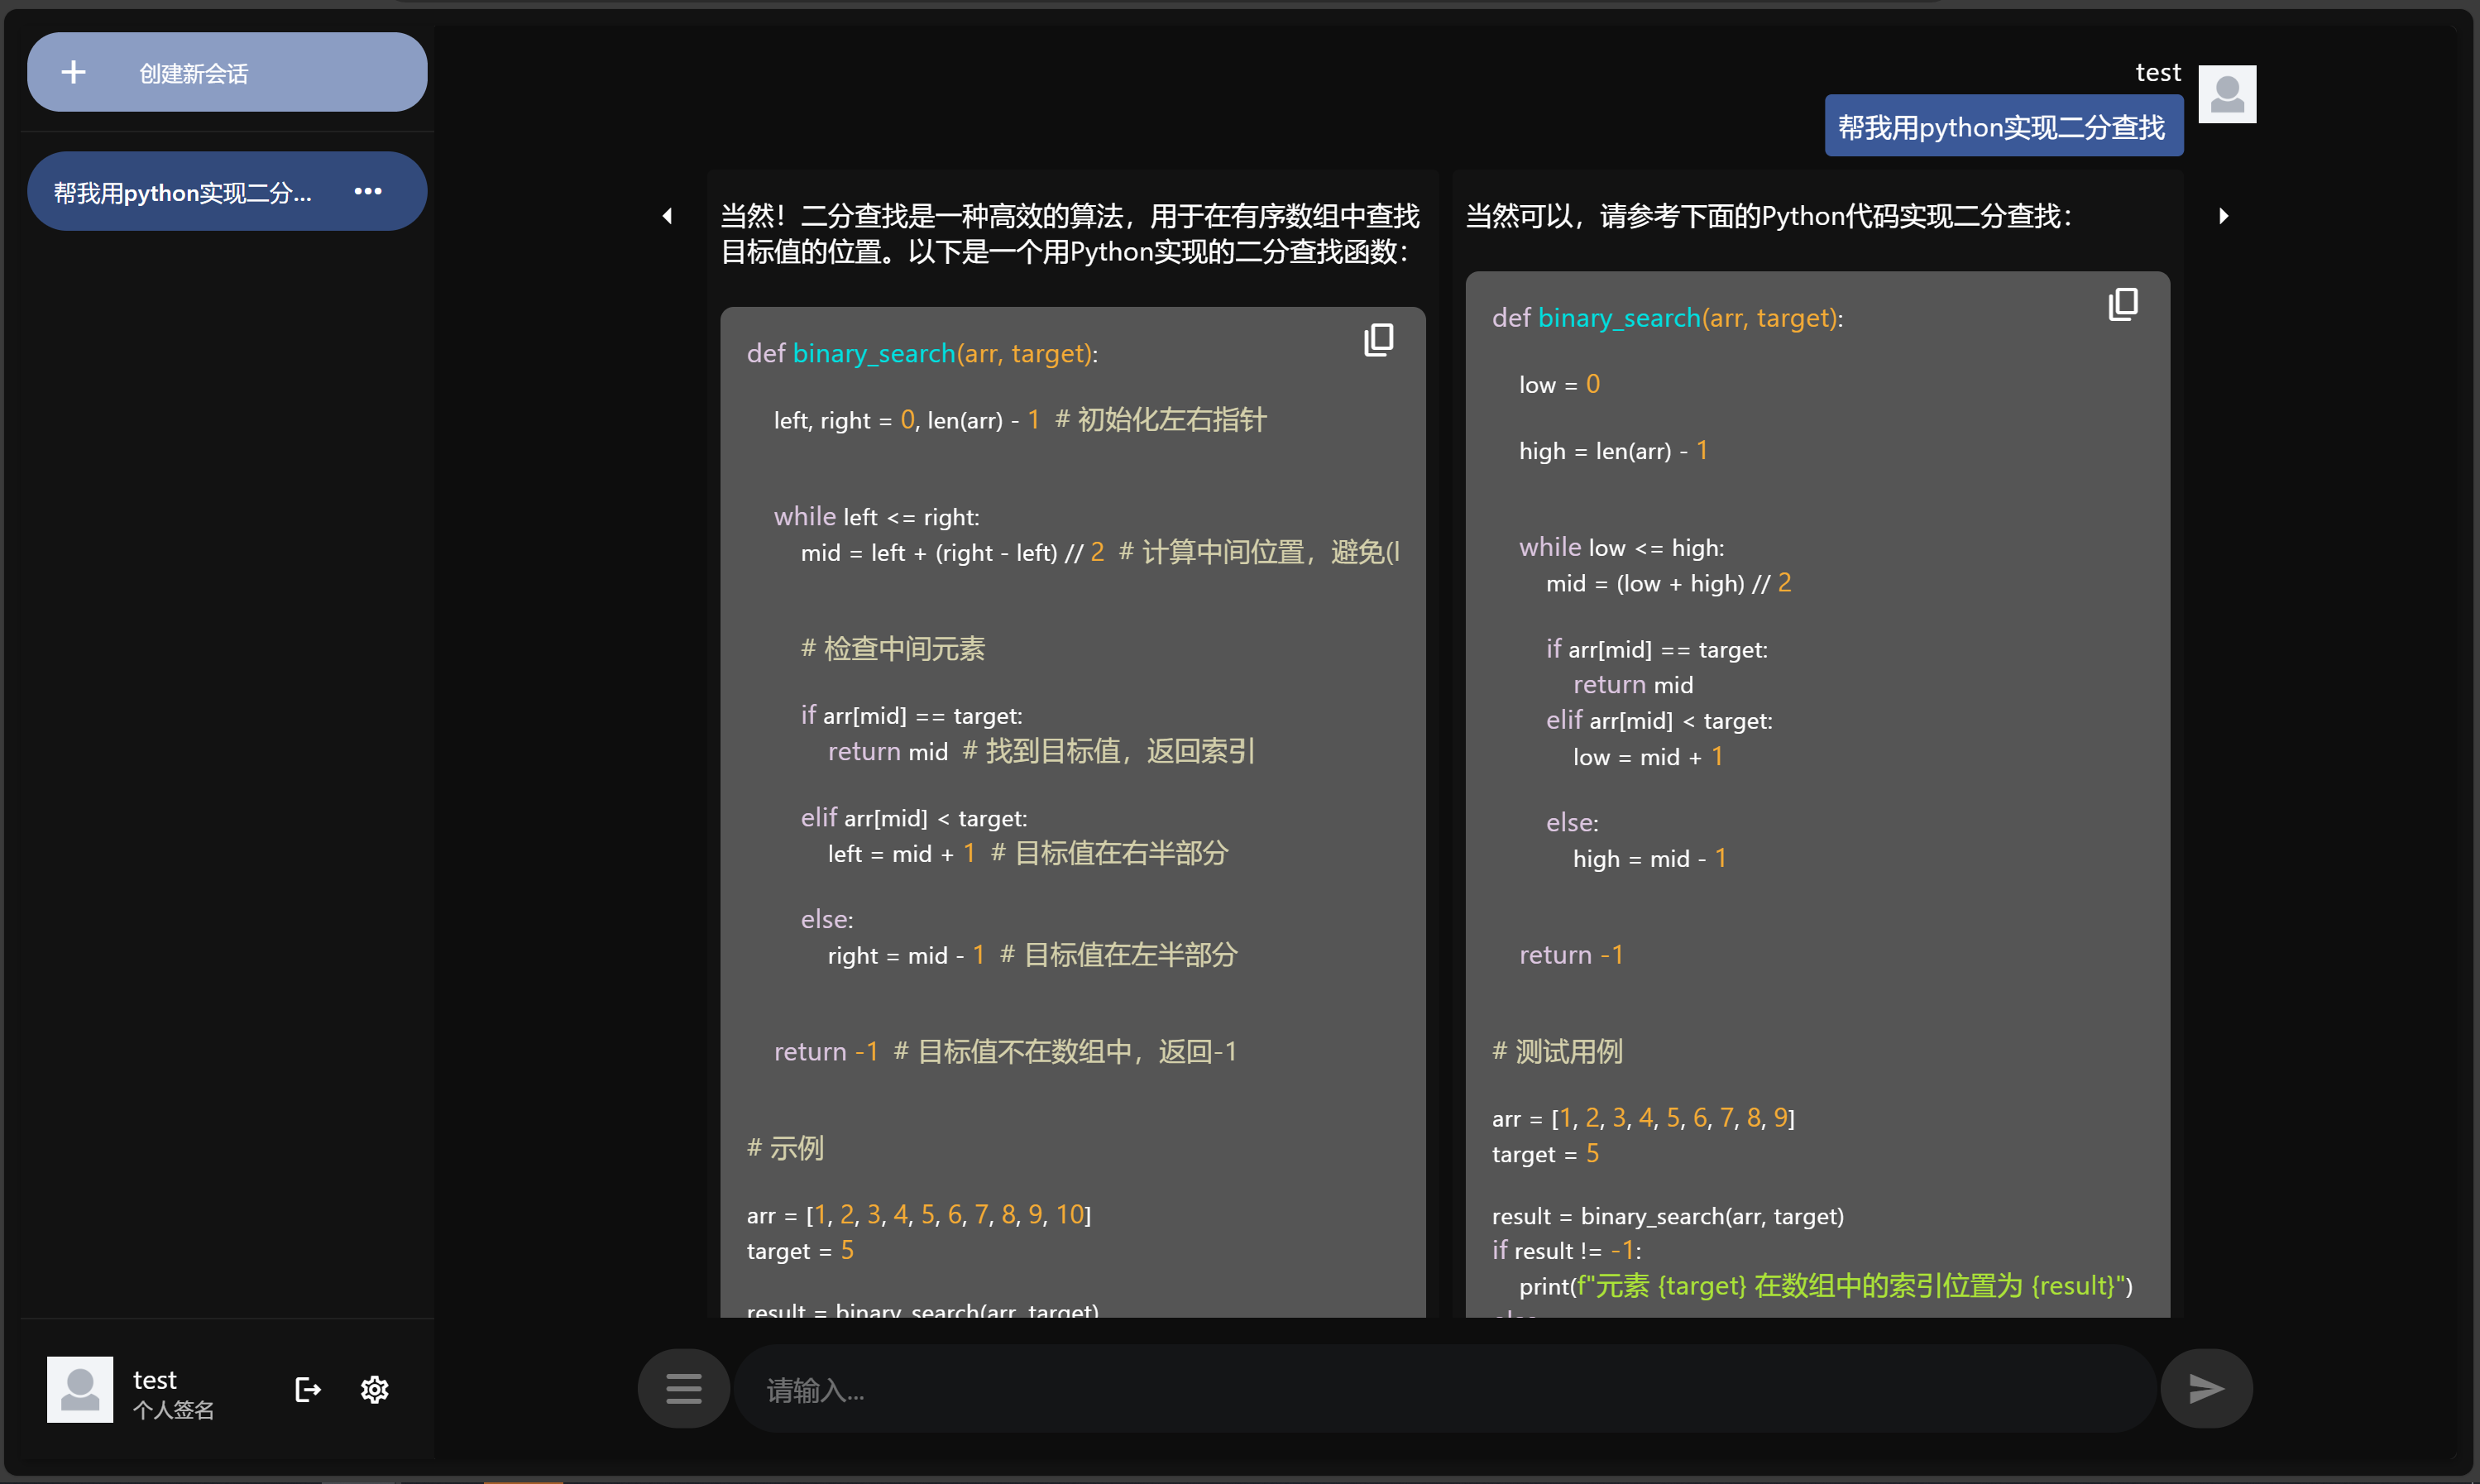 创建新会话
帮我用python实现二分...
test
帮我用python实现二分查找
当然！二分查找是一种高效的算法，用于在有序数组中查找
目标值的位置。以下是一个用Python实现的二分查找函数：
def binary_search(arr, target):
left, right = 0, len(arr) - 1  # 初始化左右指针
while left <= right:
mid = left + (right - left) // 2  # 计算中间位置，避免(l
# 检查中间元素
if arr[mid] == target:
return mid  # 找到目标值，返回索引
elif arr[mid] < target:
left = mid + 1  # 目标值在右半部分
else:
right = mid - 1  # 目标值在左半部分
return -1  # 目标值不在数组中，返回-1
# 示例
arr = [1, 2, 3, 4, 5, 6, 7, 8, 9, 10]
target = 5
result = binary_search(arr, target)
当然可以，请参考下面的Python代码实现二分查找：
def binary_search(arr, target):
low = 0
high = len(arr) - 1
while low <= high:
mid = (low + high) // 2
if arr[mid] == target:
return mid
elif arr[mid] < target:
low = mid + 1
else:
high = mid - 1
return -1
# 测试用例
arr = [1, 2, 3, 4, 5, 6, 7, 8, 9]
target = 5
result = binary_search(arr, target)
if result != -1:
print(f"元素 {target} 在数组中的索引位置为 {result}")
test
个人签名
请输入...